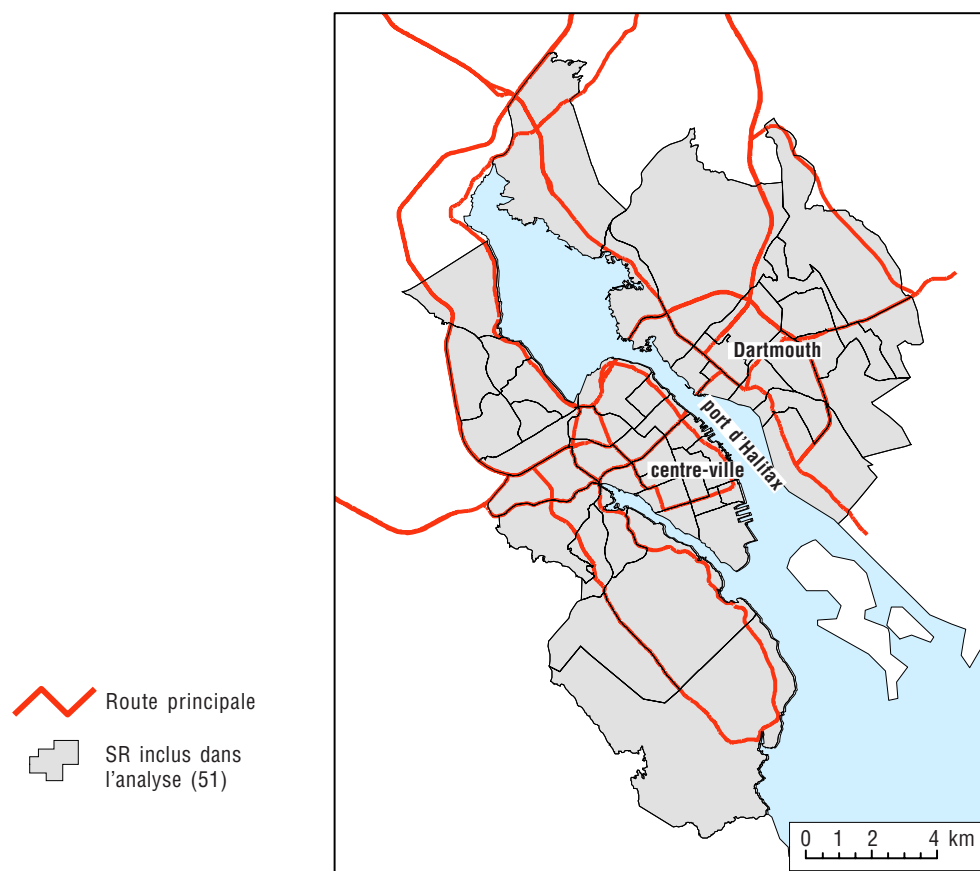 Dartmouth
port d'Halifax
centre-ville
Route principale
SR inclus dans
l'analyse (51)
0 1 2 4 km